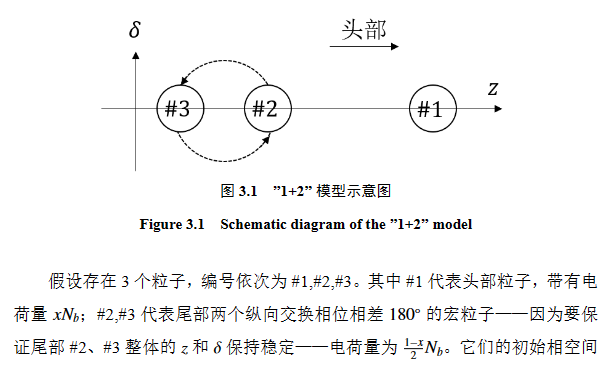 δ
头部
z
#3 #2 #1
图 3.1 ”1+2” 模型示意图
Figure 3.1 Schematic diagram of the ”1+2” model
假设存在 3 个粒子，编号依次为 #1,#2,#3。其中 #1 代表头部粒子，带有电
荷量 xN_b；#2,#3 代表尾部两个纵向交换相位相差 180° 的宏粒子——因为要保
证尾部 #2、#3 整体的 z 和 δ 保持稳定——电荷量为 \frac{1-x}{2}N_b。它们的初始相空间